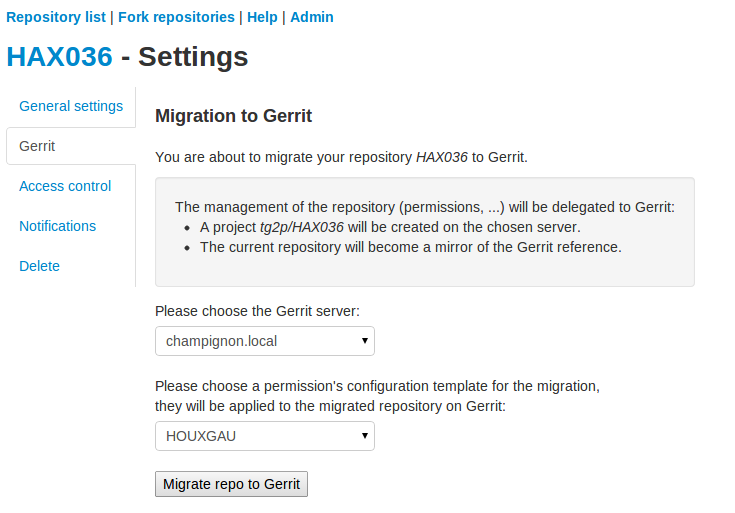 Repository list | Fork repositories | Help | Admin
HAX036 - Settings
General settings
Gerrit
Access control
Notifications
Delete
Migration to Gerrit
You are about to migrate your repository HAX036 to Gerrit.
The management of the repository (permissions, ...) will be delegated to Gerrit:
• A project tg2p/HAX036 will be created on the chosen server.
• The current repository will become a mirror of the Gerrit reference.
Please choose the Gerrit server:
champignon.local
Please choose a permission's configuration template for the migration,
they will be applied to the migrated repository on Gerrit:
HOUXGAU
Migrate repo to Gerrit